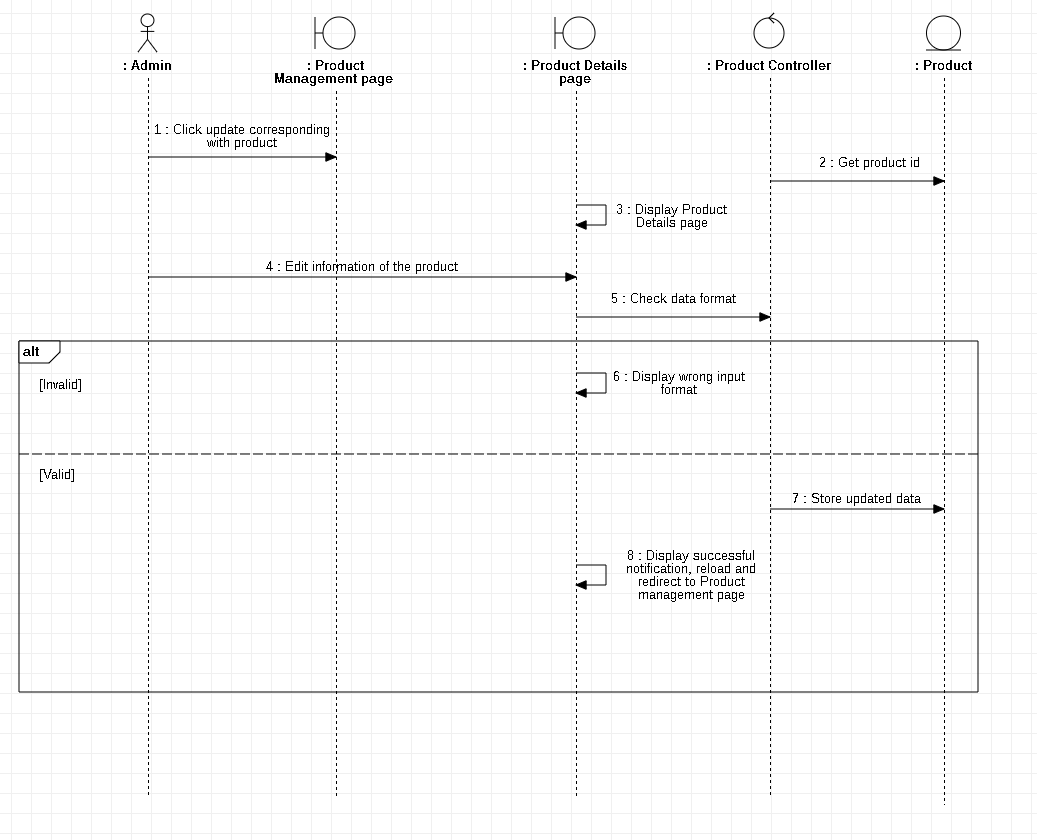 : Admin
: Product
Management page
: Product Details
page
: Product Controller
: Product
1 : Click update corresponding
with product
2 : Get product id
3 : Display Product
Details page
4 : Edit information of the product
5 : Check data format
alt
[Invalid]
6 : Display wrong input
format
[Valid]
7 : Store updated data
8 : Display successful
notification, reload and
redirect to Product
management page